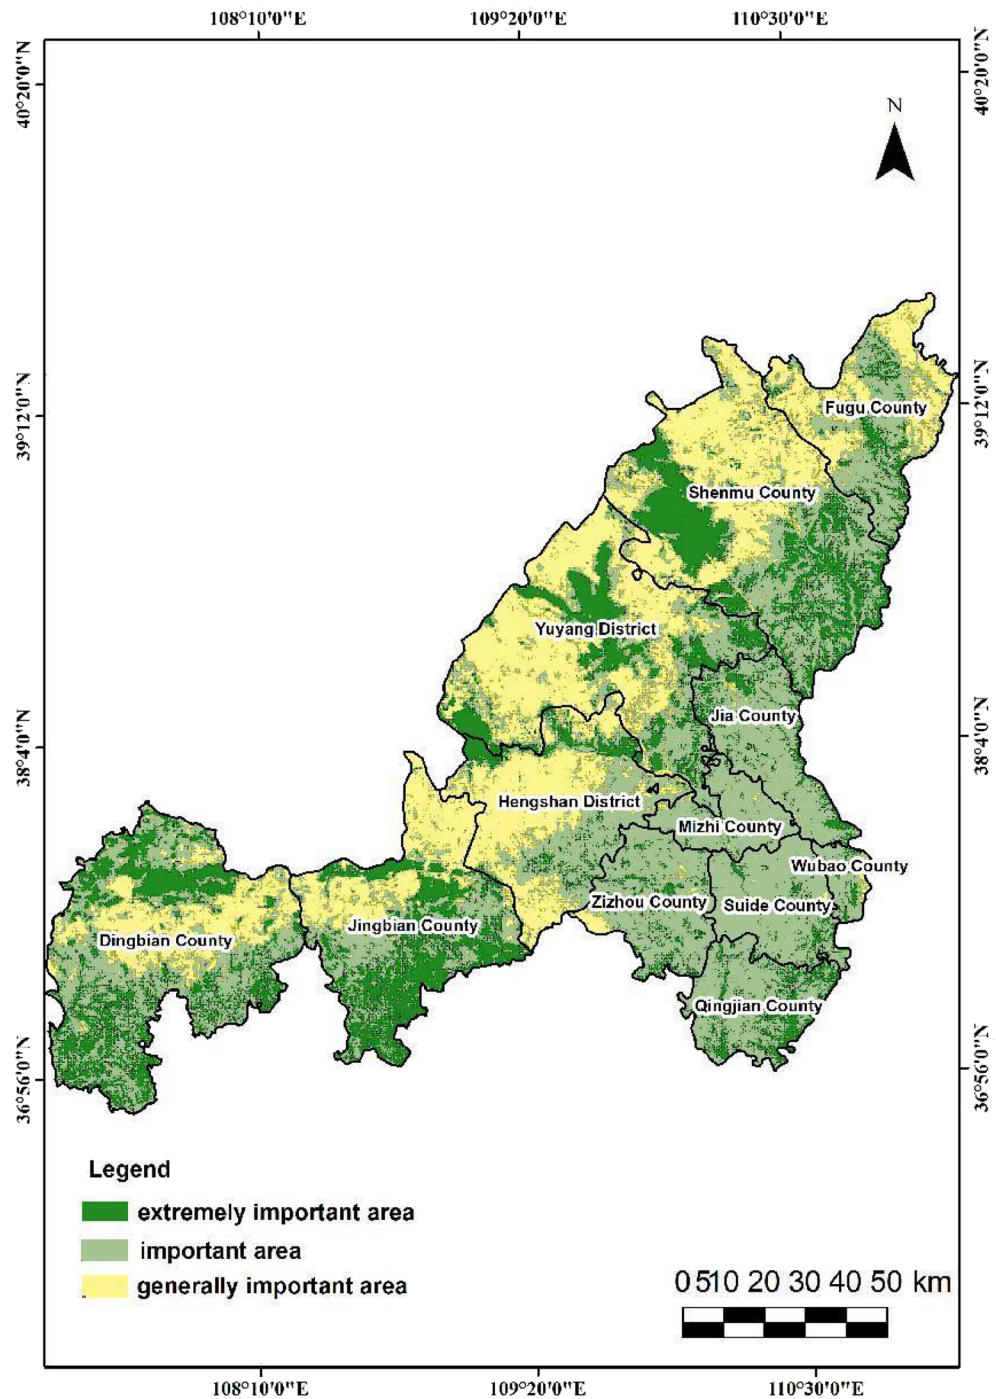 108°10'0"E 109°20'0"E 110°30'0"E
40°20'0"N
40°20'0"N
N
39°12'0"N
39°12'0"N
Fugu County
Shenmu County
Yuyang District
Jia County
38°4'0"N
38°4'0"N
Hengshan District
Mizhi County
Wubao County
Zizhou County
Suide County
Jingbian County
Dingbian County
Qingjian County
36°56'0"N
36°56'0"N
Legend
extremely important area
important area
generally important area
0 5 10 20 30 40 50 km
108°10'0"E 109°20'0"E 110°30'0"E